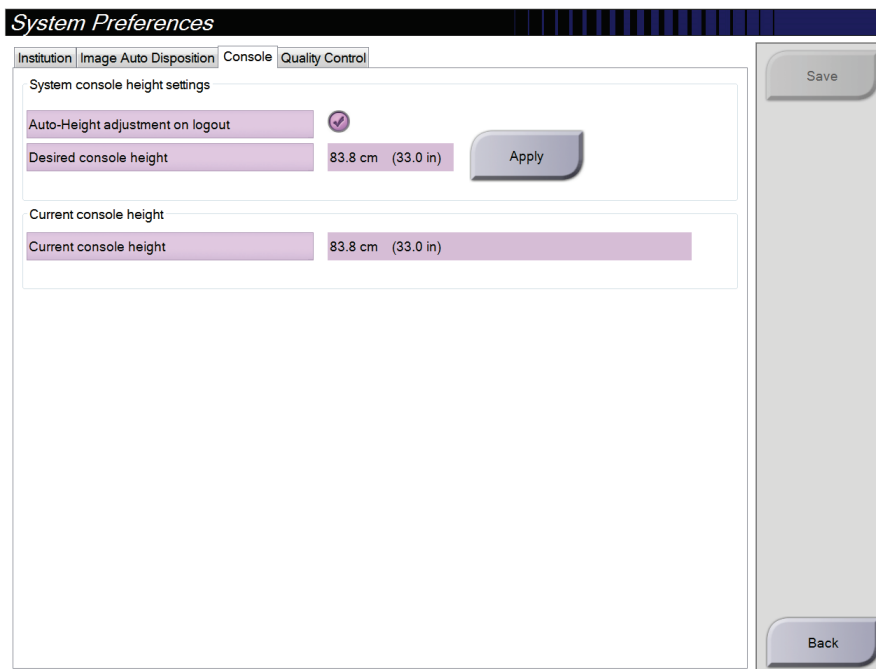 System Preferences
Institution Image Auto Disposition Console Quality Control
Save
System console height settings
Auto-Height adjustment on logout
Desired console height 83.8 cm (33.0 in) Apply
Current console height
Current console height 83.8 cm (33.0 in)
Back